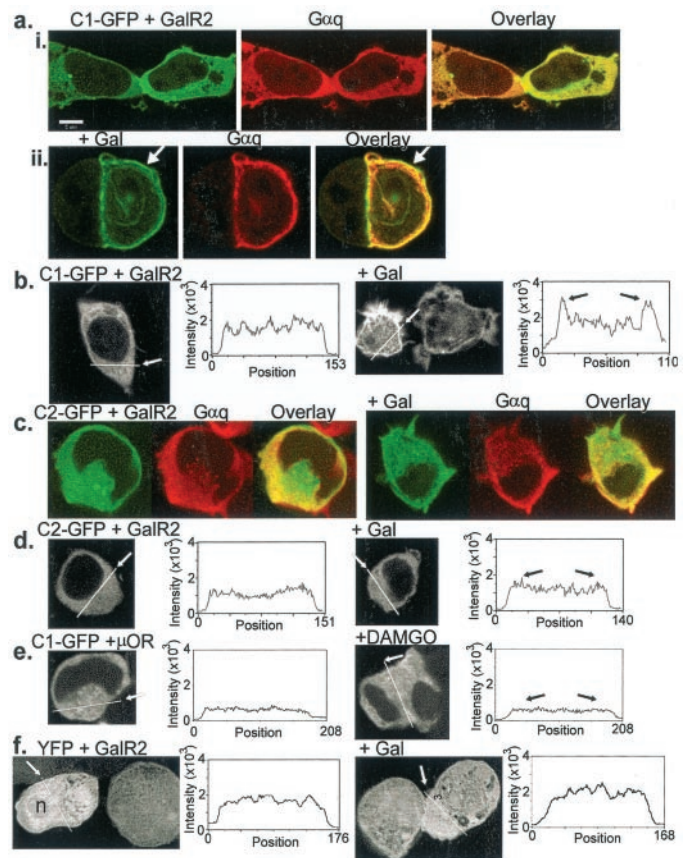 a. C1-GFP + GalR2 Gαq Overlay
i.
+ Gal Gαq Overlay
ii.
b. C1-GFP + GalR2 + Gal
Intensity (x10³)
4
2
0
0 Position 153
Intensity (x10³)
4
2
0
0 Position 110
C2-GFP + GalR2 Gαq Overlay + Gal Gαq Overlay
c.
d. C2-GFP + GalR2 + Gal
Intensity (x10³)
4
2
0
0 Position 151
Intensity (x10³)
4
2
0
0 Position 140
e. C1-GFP +µOR +DAMGO
Intensity (x10³)
4
2
0
0 Position 208
Intensity (x10³)
4
2
0
0 Position 208
f. YFP + GalR2 + Gal
n
Intensity (x10³)
4
2
0
0 Position 176
Intensity (x10³)
4
2
0
0 Position 168